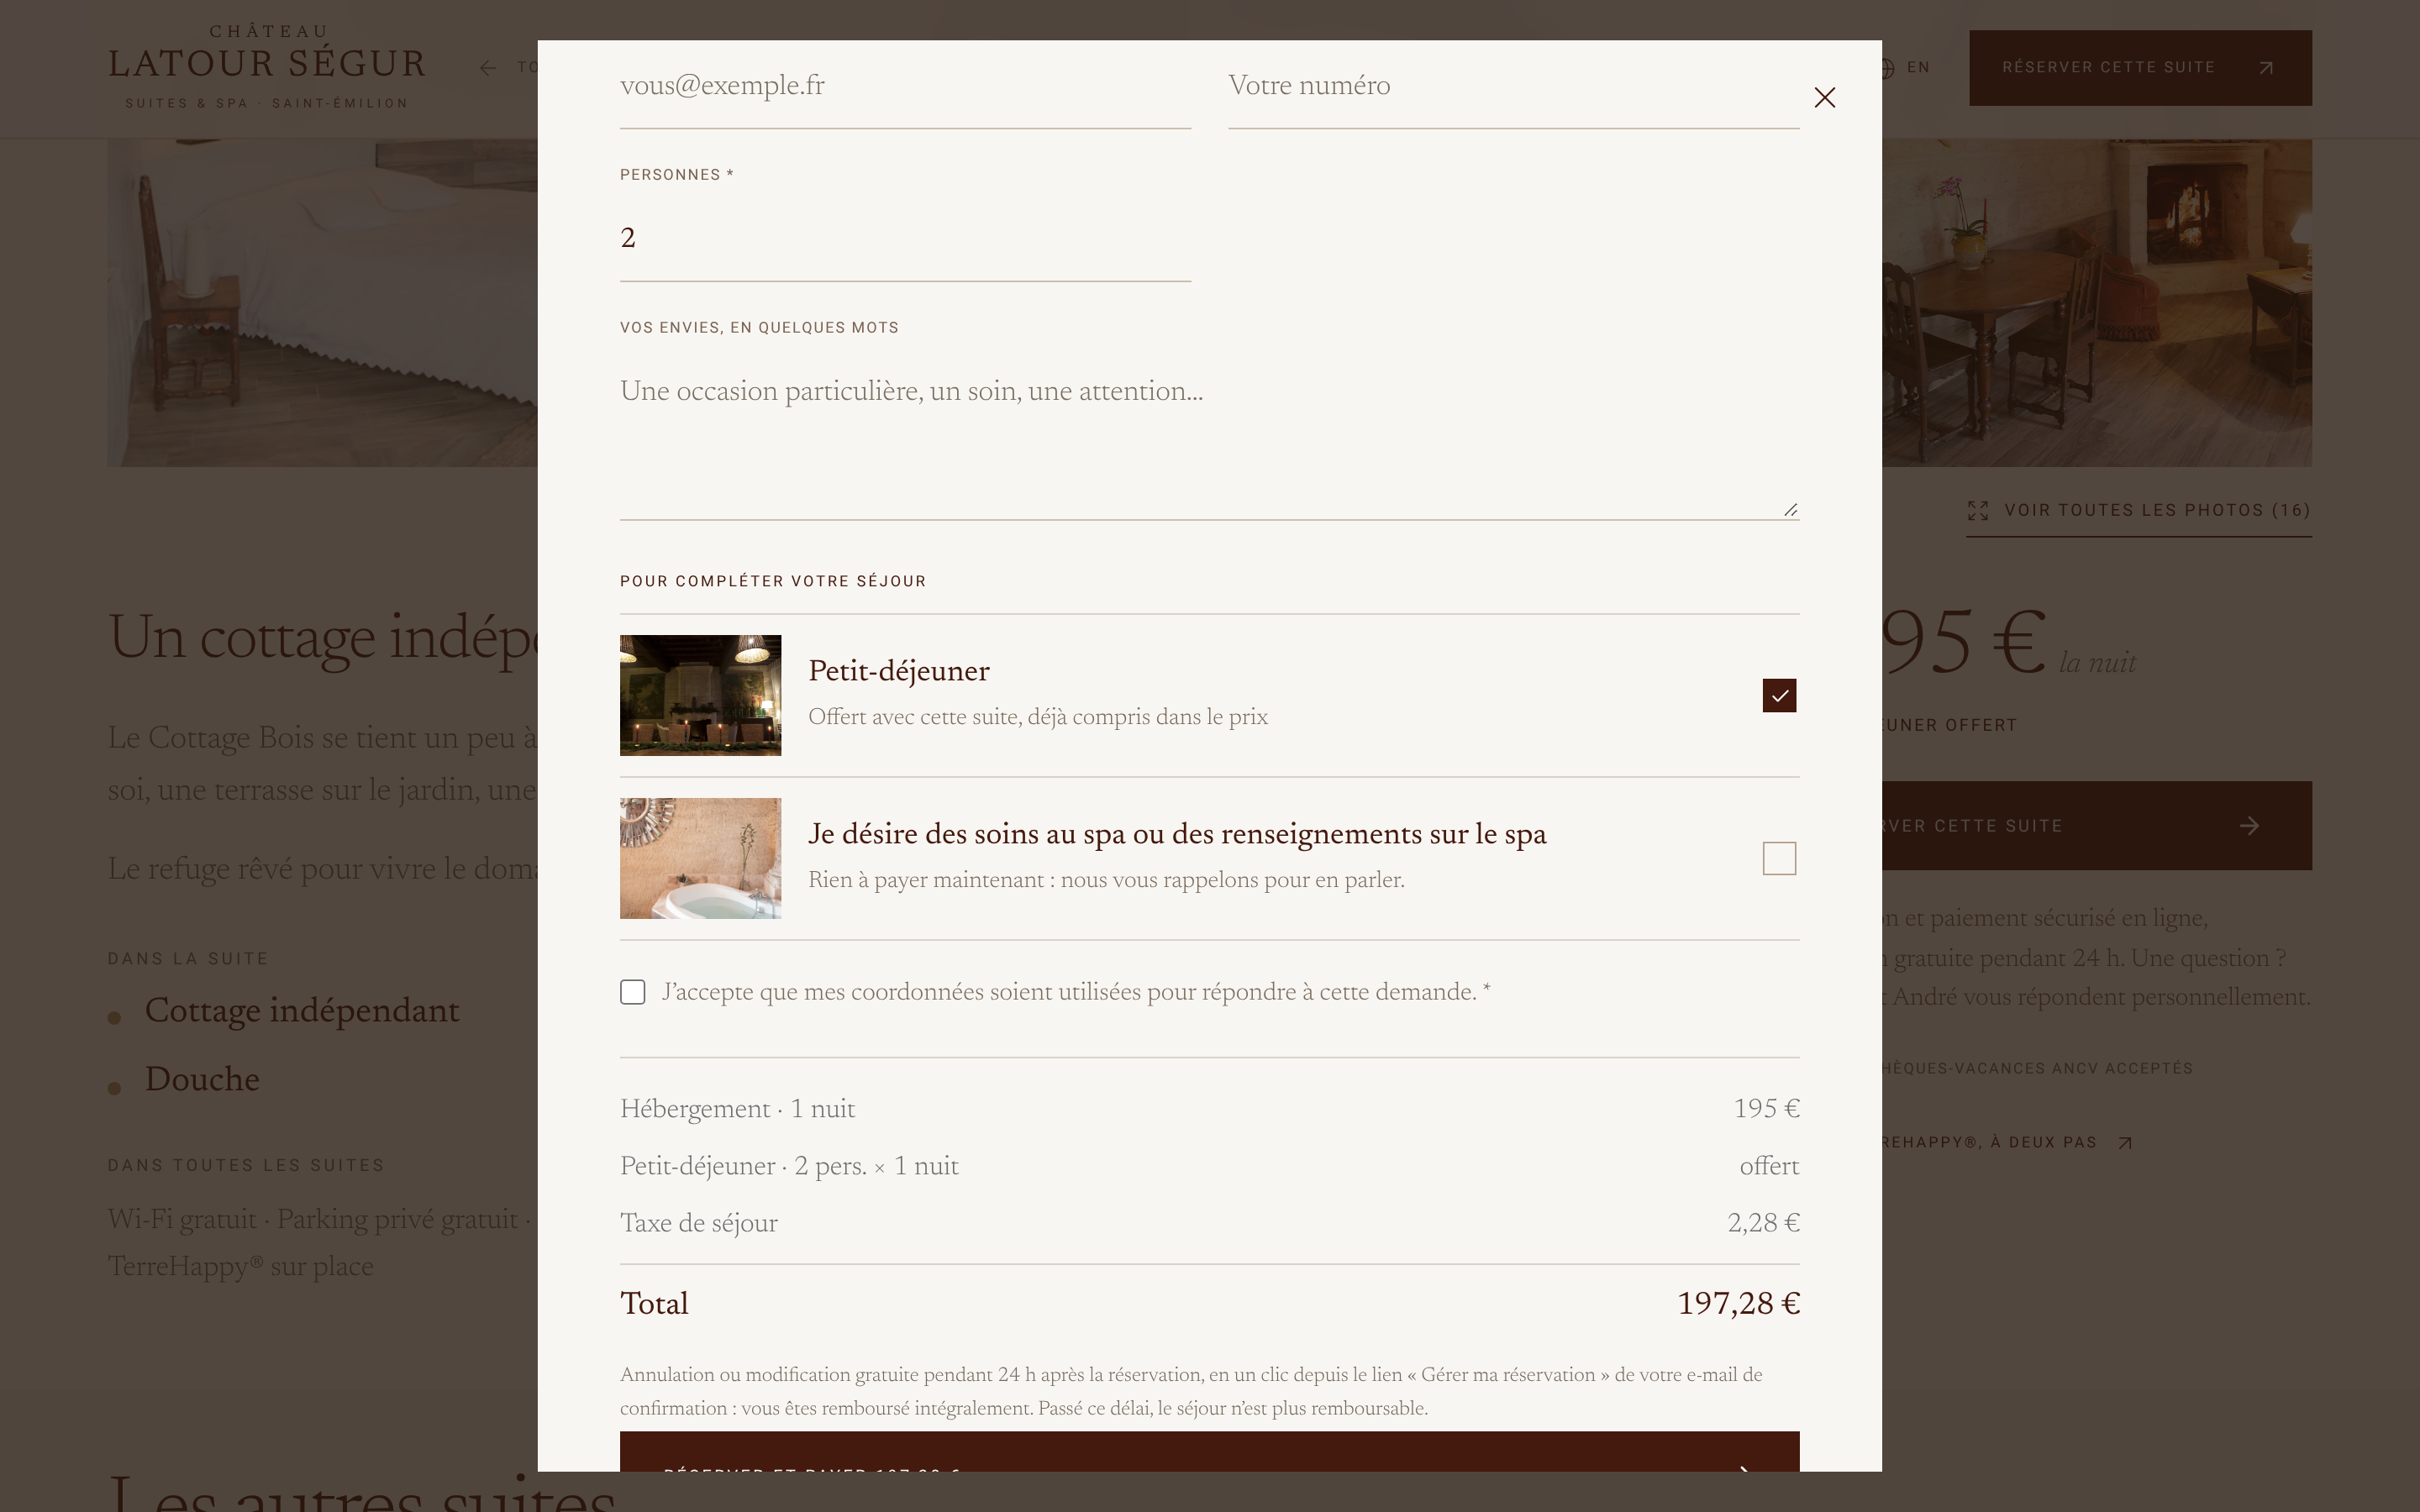 CHÂTEAU
LATOUR SÉGUR
SUITES & SPA · SAINT-ÉMILION
EN
RÉSERVER CETTE SUITE
vous@exemple.fr
Votre numéro
PERSONNES *
2
VOS ENVIES, EN QUELQUES MOTS
Une occasion particulière, un soin, une attention...
POUR COMPLÉTER VOTRE SÉJOUR
Petit-déjeuner
Offert avec cette suite, déjà compris dans le prix
Je désire des soins au spa ou des renseignements sur le spa
Rien à payer maintenant : nous vous rappelons pour en parler.
J’accepte que mes coordonnées soient utilisées pour répondre à cette demande. *
Hébergement · 1 nuit
195 €
Petit-déjeuner · 2 pers. × 1 nuit
offert
Taxe de séjour
2,28 €
Total
197,28 €
Annulation ou modification gratuite pendant 24 h après la réservation, en un clic depuis le lien « Gérer ma réservation » de votre e-mail de
confirmation : vous êtes remboursé intégralement. Passé ce délai, le séjour n’est plus remboursable.
Un cottage
Le Cottage Bois se tient un peu à
soi, une terrasse sur le jardin, une
Le refuge rêvé pour vivre le
DANS LA SUITE
Cottage indépendant
Douche
DANS TOUTES LES SUITES
Wi-Fi gratuit · Parking privé gratuit ·
TerreHappy® sur place
Les autres suites
VOIR TOUTES LES PHOTOS (16)
95 € la nuit
OFFERT
CETTE SUITE
et paiement sécurisé en ligne,
gratuite pendant 24 h. Une question ?
André vous répondent personnellement.
ANCV ACCEPTÉS
À DEUX PAS